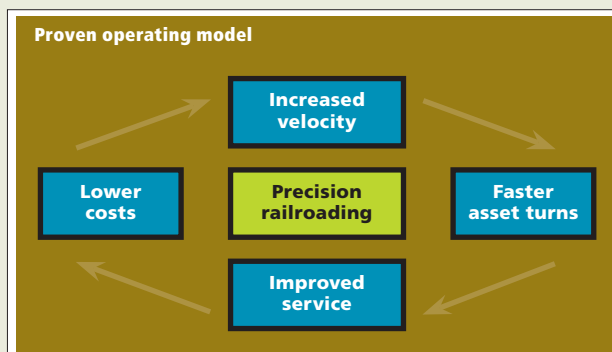 Proven operating model
Increased
velocity
Lower
costs
Precision
railroading
Faster
asset turns
Improved
service